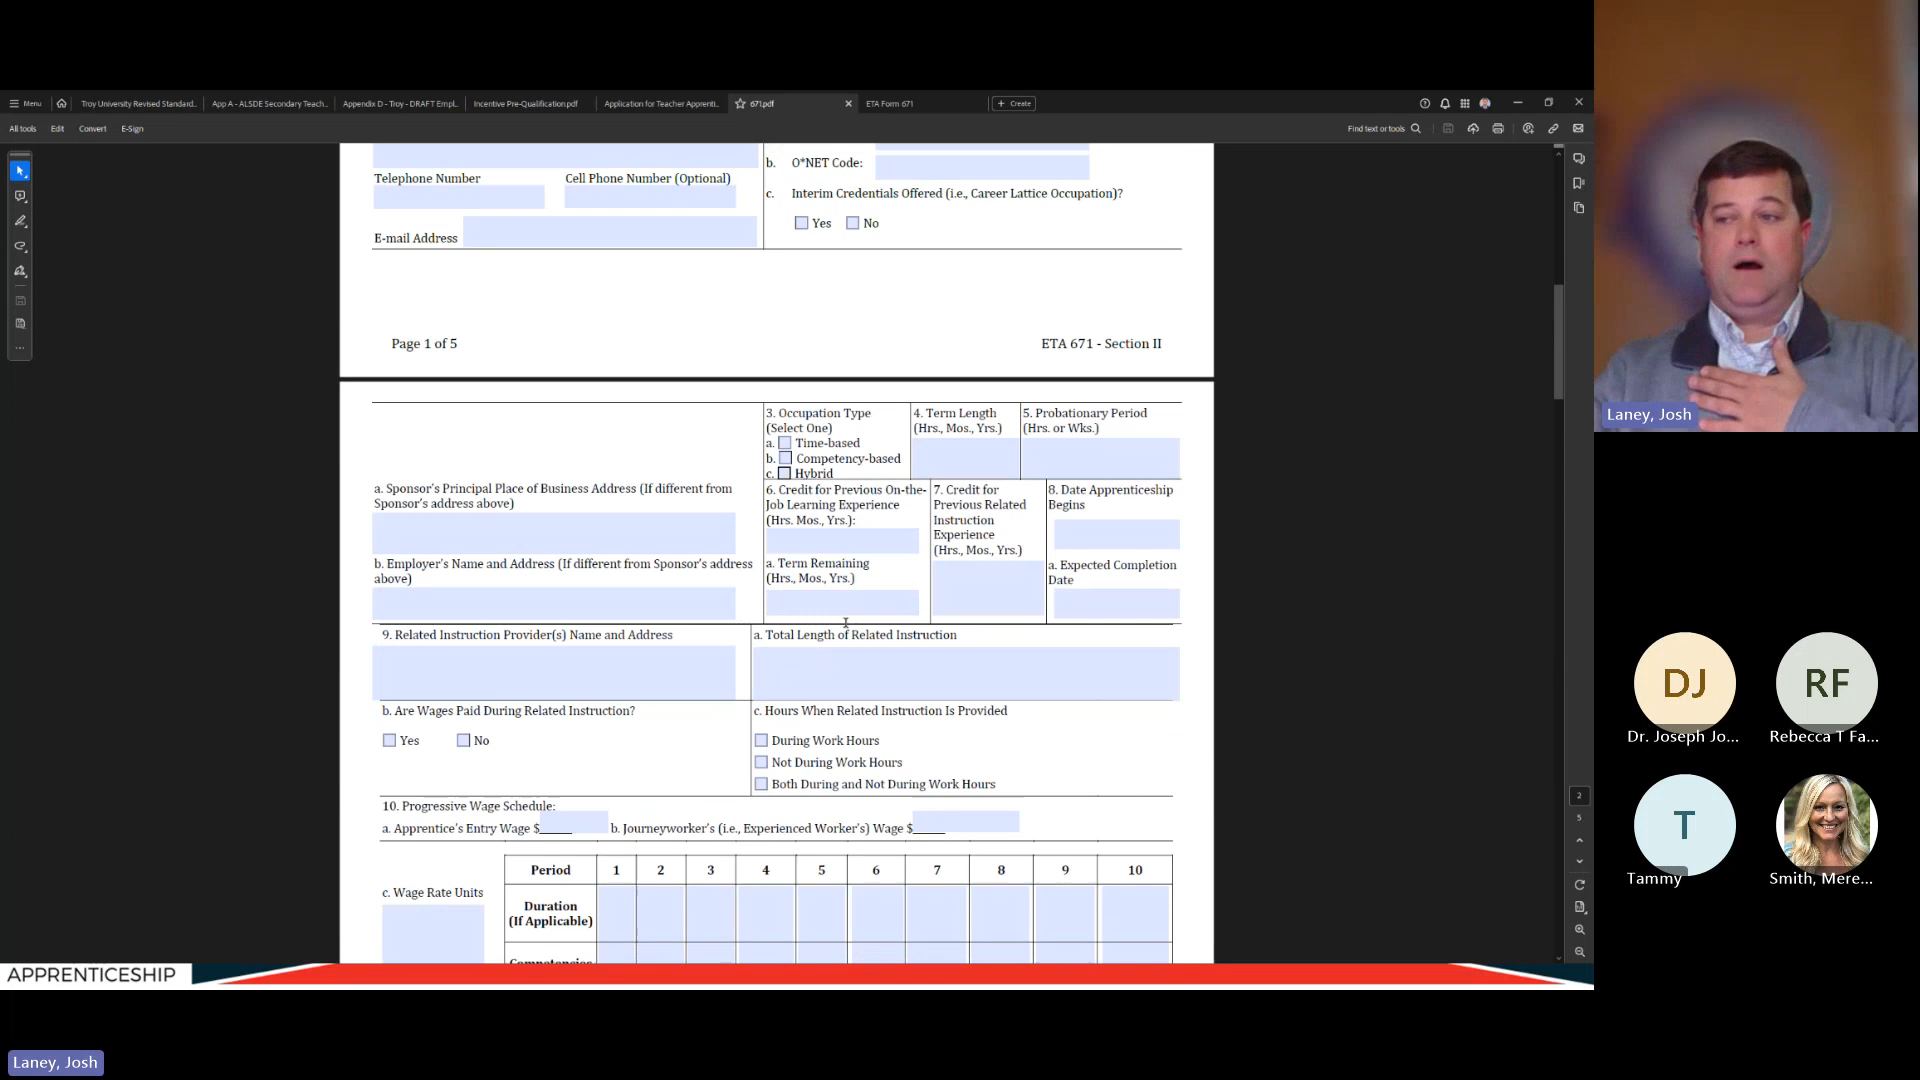 Menu
Troy University Revised Standard..
App A - ALSDE Secondary Teach..
Appendix D - Troy - DRAFT Empl..
Incentive Pre-Qualification.pdf
Application for Teacher Apprenti..
671.pdf
ETA Form 671
+ Create
All tools
Edit
Convert
E-Sign
Find text or tools
b. O*NET Code:
Telephone Number
Cell Phone Number (Optional)
c. Interim Credentials Offered (i.e., Career Lattice Occupation)?
Yes No
E-mail Address
Page 1 of 5
ETA 671 - Section II
3. Occupation Type
(Select One)
a. Time-based
b. Competency-based
c. Hybrid
4. Term Length
(Hrs., Mos., Yrs.)
5. Probationary Period
(Hrs. or Wks.)
a. Sponsor's Principal Place of Business Address (If different from
Sponsor's address above)
6. Credit for Previous On-the-
Job Learning Experience
(Hrs. Mos., Yrs.):
7. Credit for
Previous Related
Instruction
Experience
(Hrs., Mos., Yrs.)
8. Date Apprenticeship
Begins
b. Employer's Name and Address (If different from Sponsor's address
above)
a. Term Remaining
(Hrs., Mos., Yrs.)
a. Expected Completion
Date
9. Related Instruction Provider(s) Name and Address
a. Total Length of Related Instruction
b. Are Wages Paid During Related Instruction?
Yes No
c. Hours When Related Instruction Is Provided
During Work Hours
Not During Work Hours
Both During and Not During Work Hours
10. Progressive Wage Schedule:
a. Apprentice's Entry Wage $_____ b. Journeyworker's (i.e., Experienced Worker's) Wage $_____
c. Wage Rate Units
Period 1 2 3 4 5 6 7 8 9 10
Duration
(If Applicable)
Competencies
2
5
APPRENTICESHIP
Laney, Josh
Laney, Josh
DJ
Dr. Joseph Jo...
RF
Rebecca T Fa...
T
Tammy
Smith, Mere...